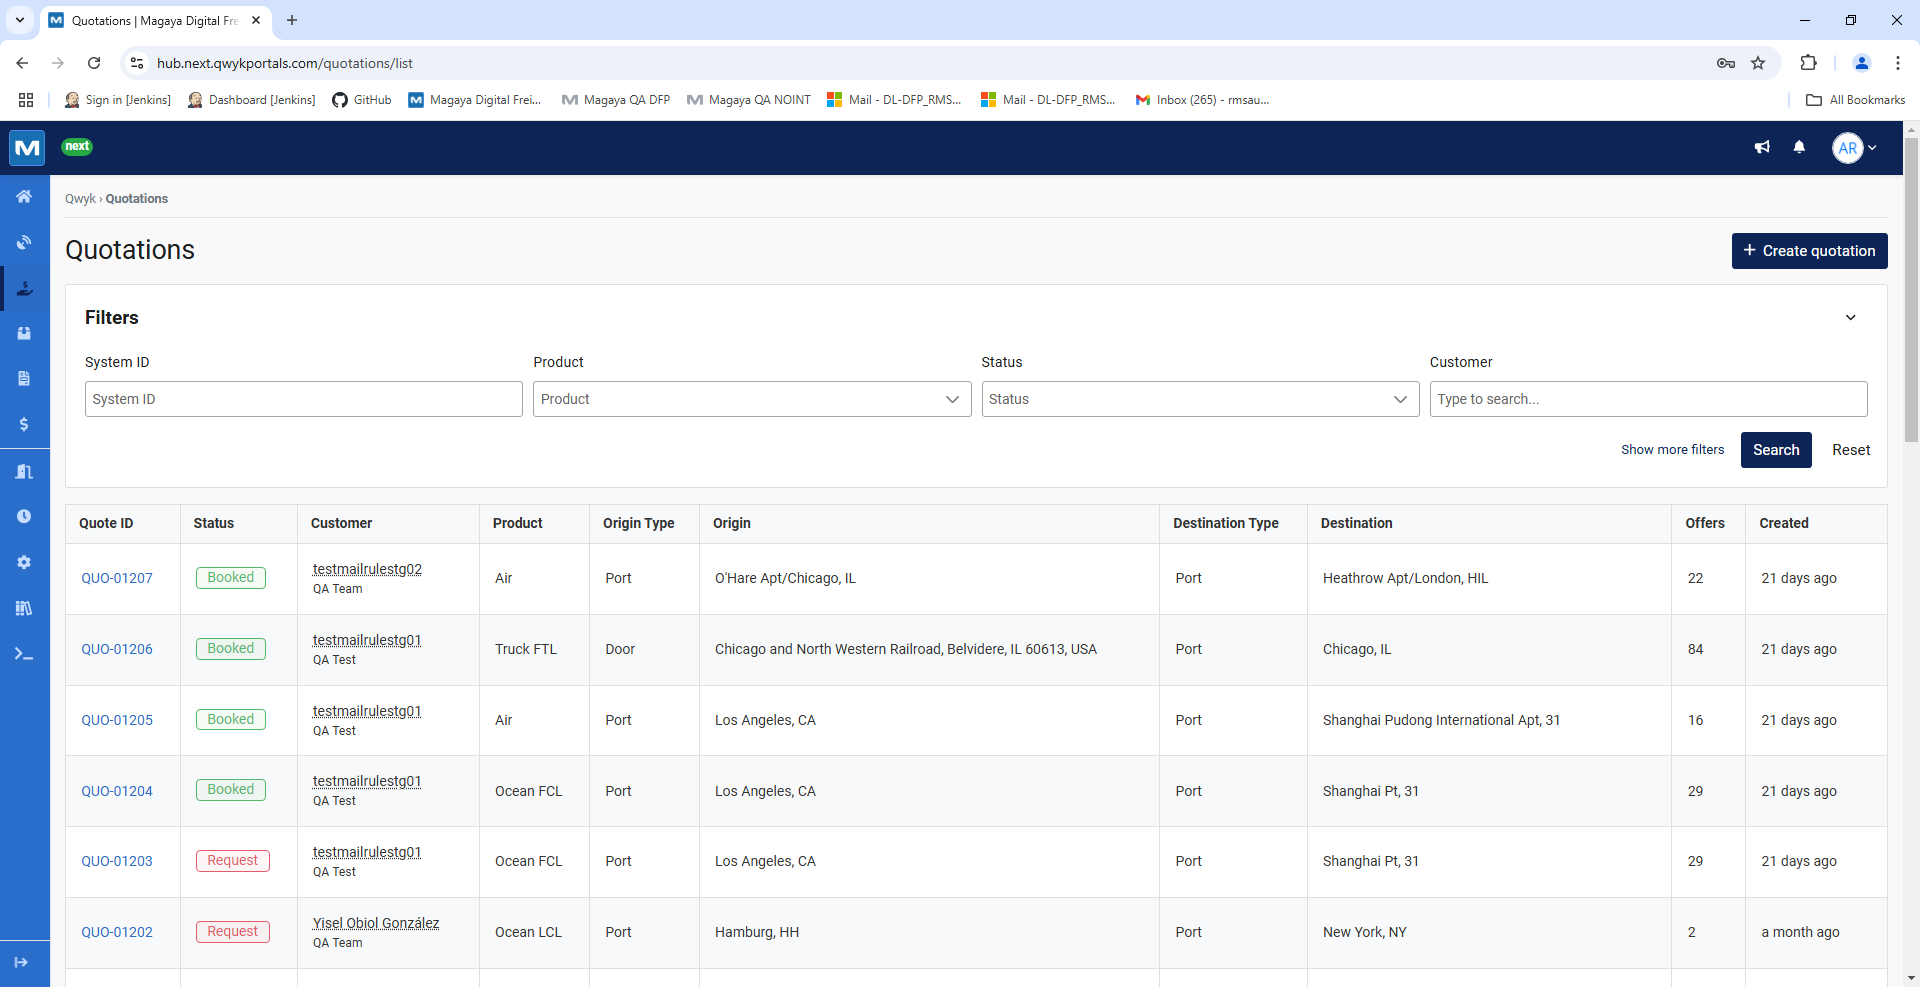 Quotations | Magaya Digital Fre
hub.next.qwykportals.com/quotations/list
Sign in [Jenkins]
Dashboard [Jenkins]
GitHub
Magaya Digital Frei...
Magaya QA DFP
Magaya QA NOINT
Mail - DL-DFP_RMS...
Mail - DL-DFP_RMS...
Inbox (265) - rmsau...
All Bookmarks
next
AR
Qwyk › Quotations
Quotations
+ Create quotation
Filters
System ID Product Status Customer
System ID Product Status Type to search...
Show more filters Search Reset
Quote ID Status Customer Product Origin Type Origin Destination Type Destination Offers Created
QUO-01207 Booked testmailrulestg02 Air Port O'Hare Apt/Chicago, IL Port Heathrow Apt/London, HIL 22 21 days ago
QA Team
QUO-01206 Booked testmailrulestg01 Truck FTL Door Chicago and North Western Railroad, Belvidere, IL 60613, USA Port Chicago, IL 84 21 days ago
QA Test
QUO-01205 Booked testmailrulestg01 Air Port Los Angeles, CA Port Shanghai Pudong International Apt, 31 16 21 days ago
QA Test
QUO-01204 Booked testmailrulestg01 Ocean FCL Port Los Angeles, CA Port Shanghai Pt, 31 29 21 days ago
QA Test
QUO-01203 Request testmailrulestg01 Ocean FCL Port Los Angeles, CA Port Shanghai Pt, 31 29 21 days ago
QA Test
QUO-01202 Request Yisel Obiol González Ocean LCL Port Hamburg, HH Port New York, NY 2 a month ago
QA Team